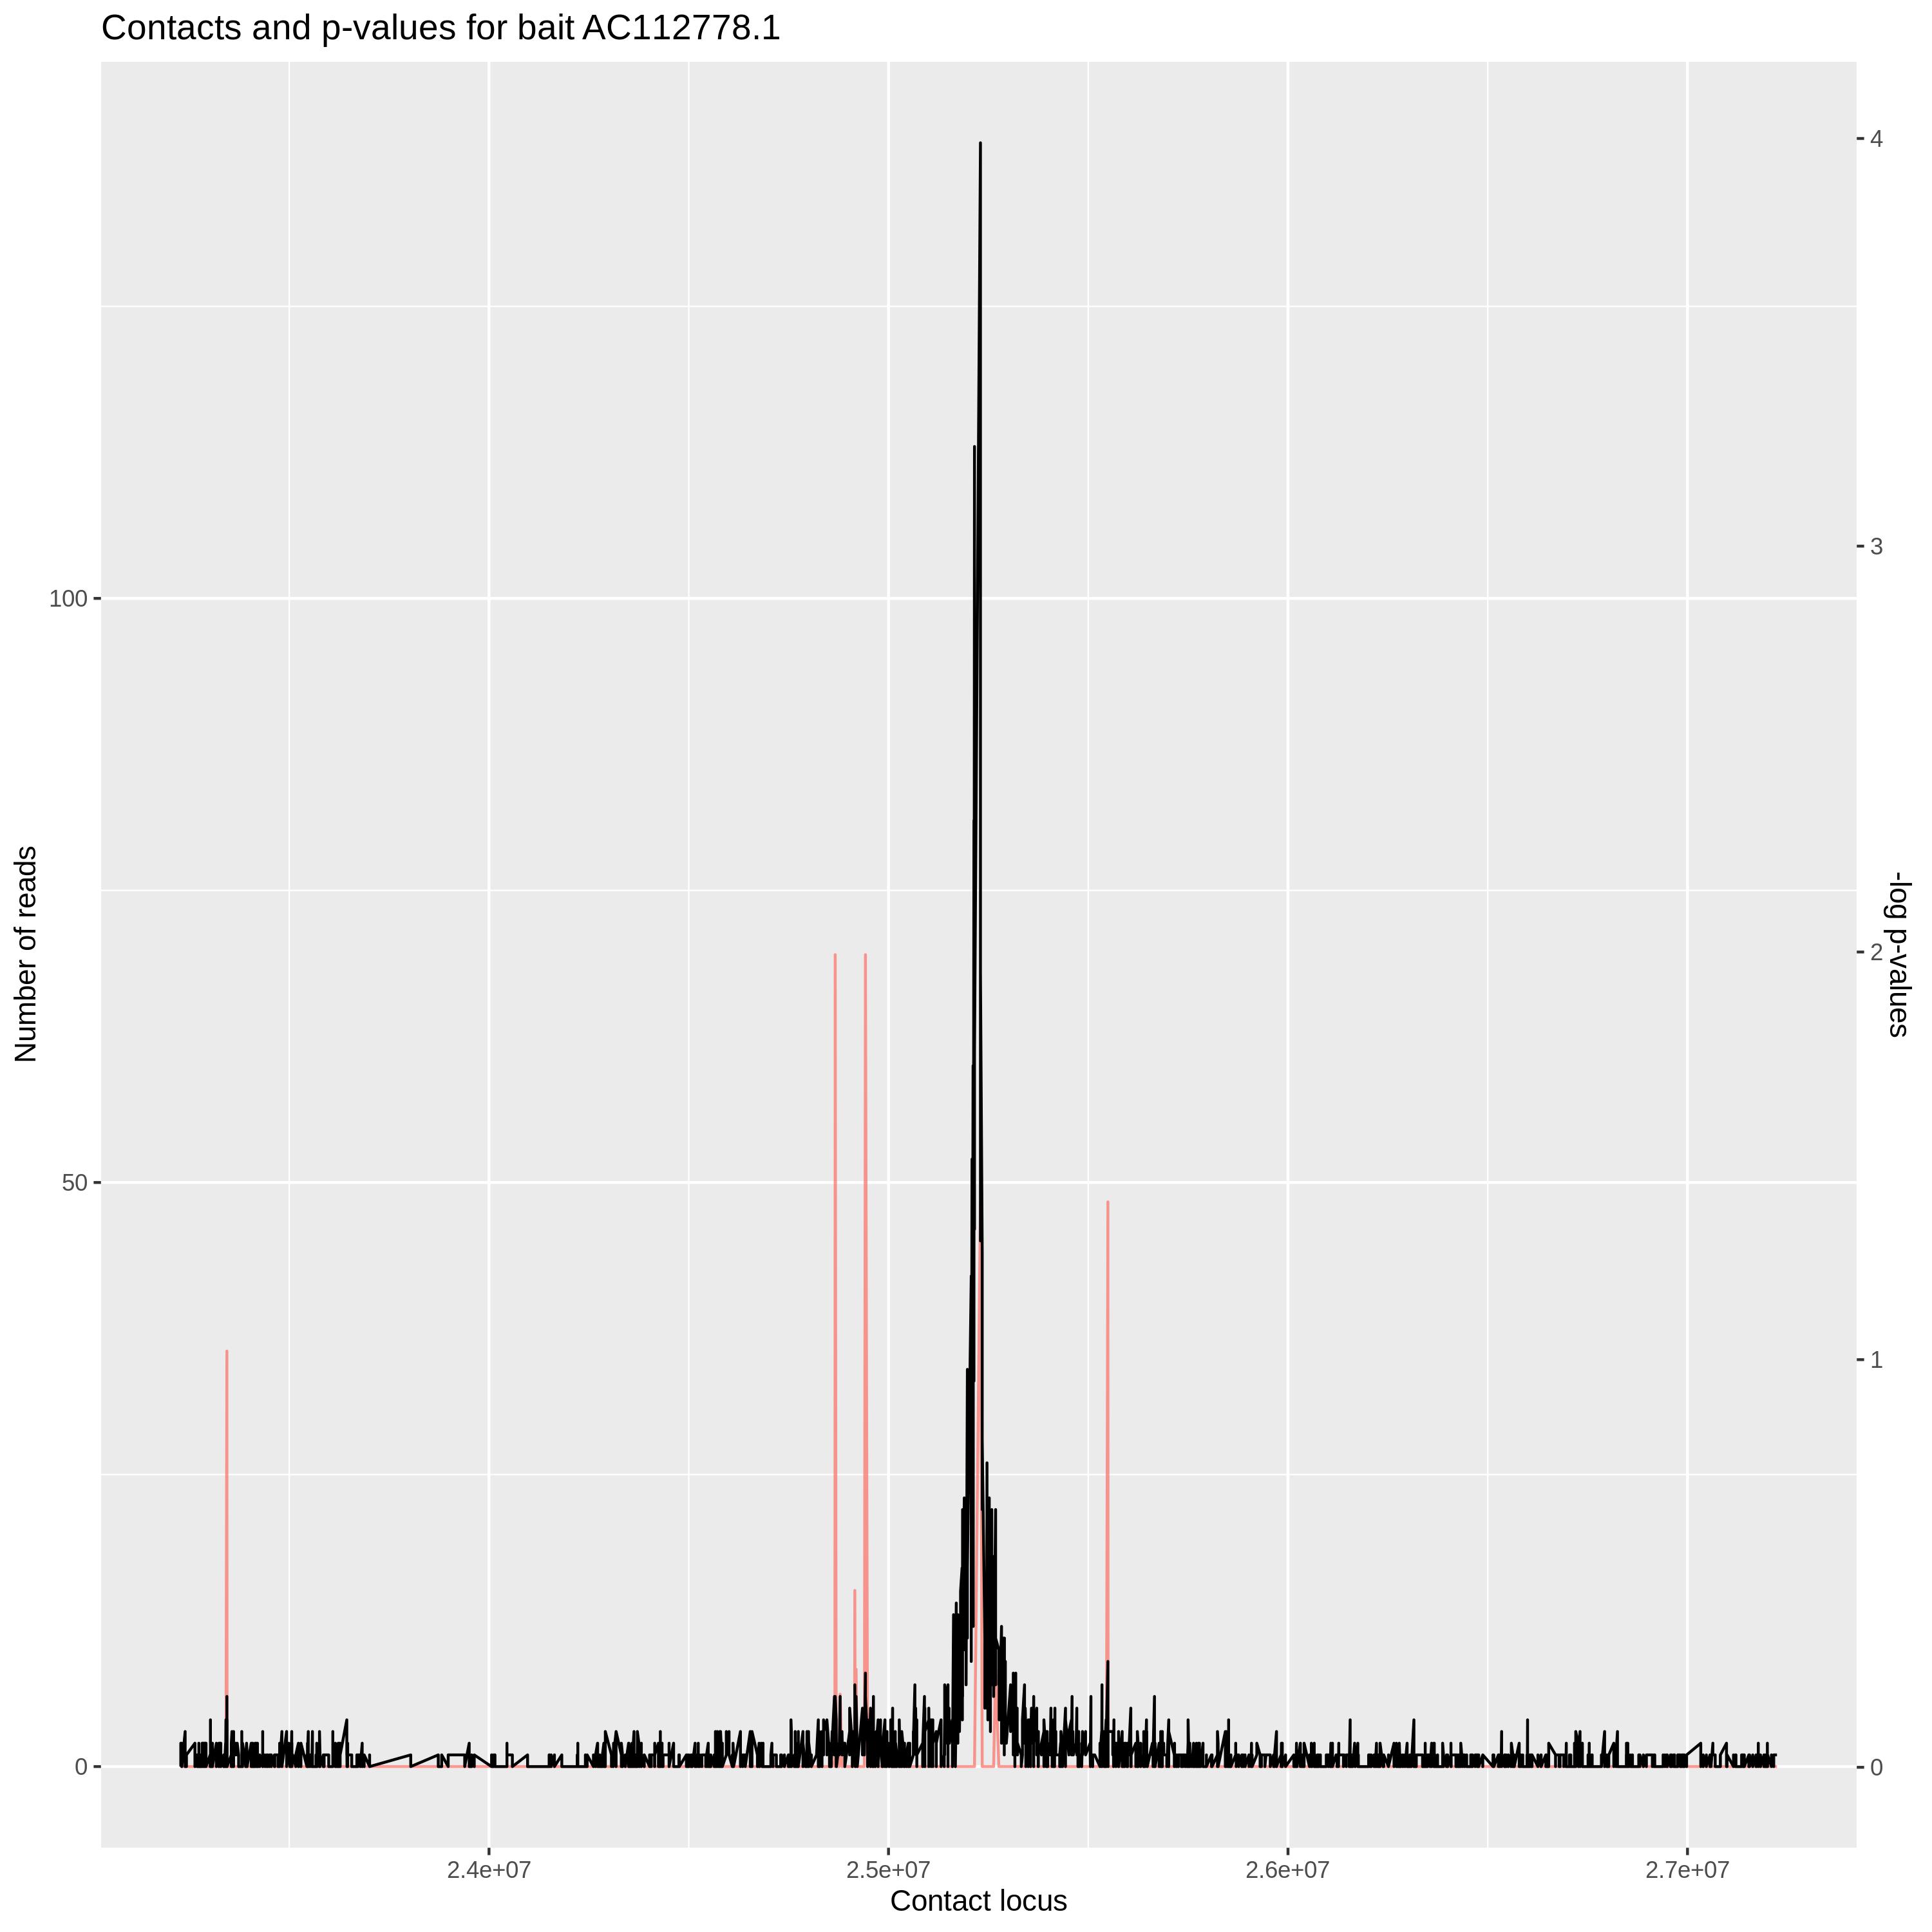 Contacts and p-values for bait AC112778.1
Number of reads
100
50
0
4
3
2
1
0
-log p-values
2.4e+07 2.5e+07 2.6e+07 2.7e+07
Contact locus